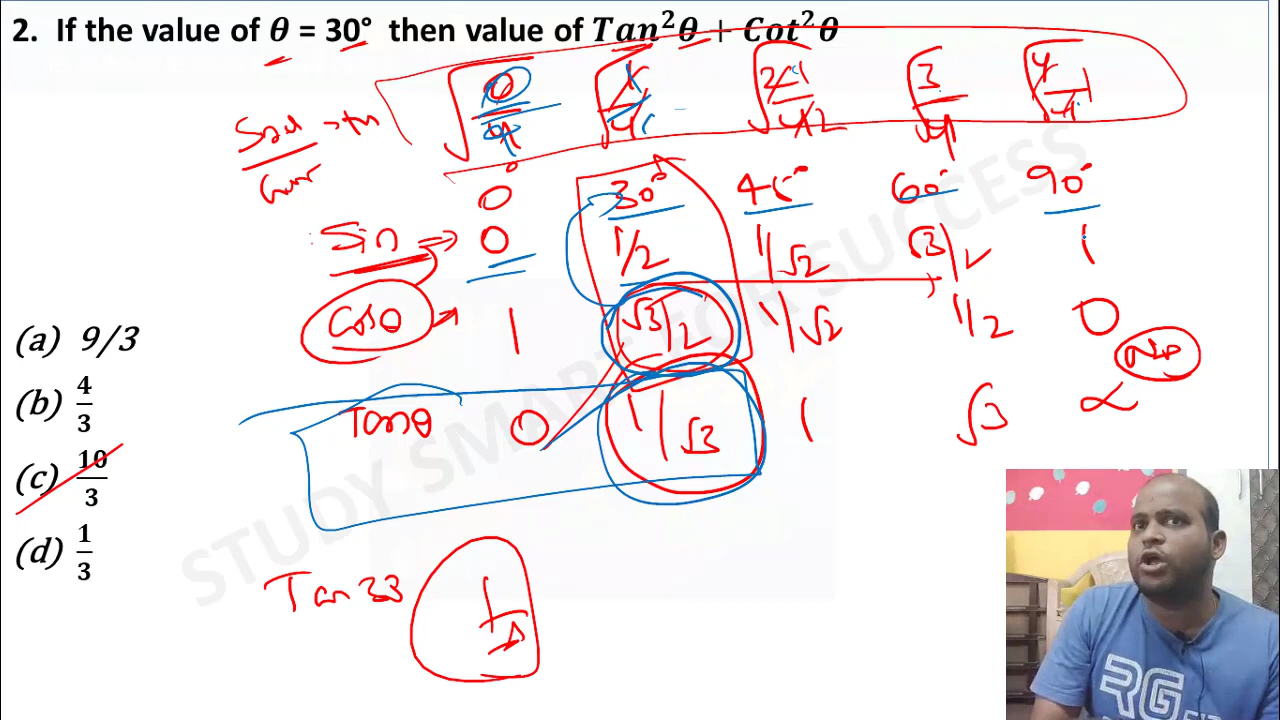 2. If the value of θ = 30° then value of Tan²θ + Cot²θ
0° 30° 45° 60° 90°
Sin → 0 1/2 1/√2 √3/2 1
Cosθ → 1 √3/2 1/√2 1/2 0
Tanθ 0 1/√3 1 √3 ∝
(a) 9/3
(b) 4/3
(c) 10/3
(d) 1/3
Tan
STUDY SMART FOR SUCCESS
RG